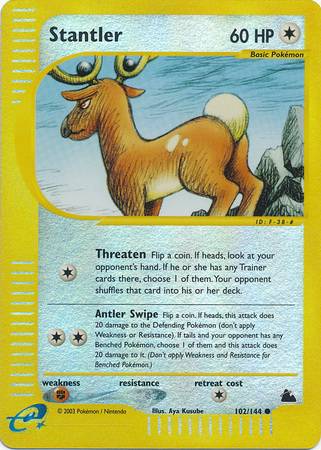 Stantler 60 HP
Basic Pokémon
ID: F-38-#
Threaten Flip a coin. If heads, look at your
opponent's hand. If he or she has any Trainer
cards there, choose 1 of them. Your opponent
shuffles that card into his or her deck.
Antler Swipe Flip a coin. If heads, this attack does
20 damage to the Defending Pokémon (don't apply
Weakness or Resistance). If tails and your opponent has any
Benched Pokémon, choose 1 of them and this attack does
20 damage to it. (Don't apply Weakness and Resistance for
Benched Pokémon.)
weakness resistance retreat cost
© 2003 Pokémon / Nintendo Illus. Aya Kusube 102/144
e